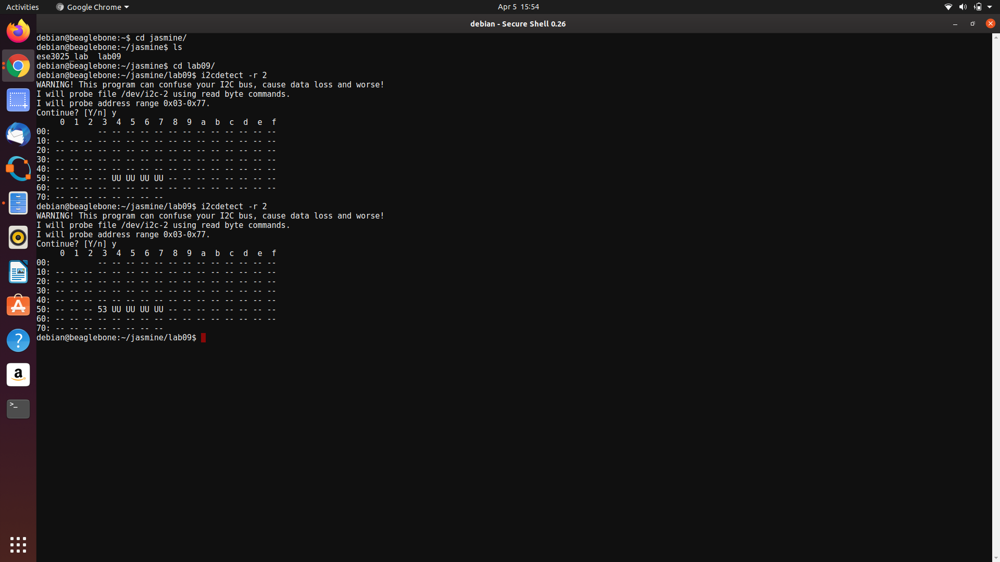 Activities
Google Chrome
Apr 5 15:54
debian - Secure Shell 0.26
debian@beaglebone:~$ cd jasmine/
debian@beaglebone:~/jasmine$ ls
ese3025_lab  lab09
debian@beaglebone:~/jasmine$ cd lab09/
debian@beaglebone:~/jasmine/lab09$ i2cdetect -r 2
WARNING! This program can confuse your I2C bus, cause data loss and worse!
I will probe file /dev/i2c-2 using read byte commands.
I will probe address range 0x03-0x77.
Continue? [Y/n] y
     0  1  2  3  4  5  6  7  8  9  a  b  c  d  e  f
00:          -- -- -- -- -- -- -- -- -- -- -- -- --
10: -- -- -- -- -- -- -- -- -- -- -- -- -- -- -- --
20: -- -- -- -- -- -- -- -- -- -- -- -- -- -- -- --
30: -- -- -- -- -- -- -- -- -- -- -- -- -- -- -- --
40: -- -- -- -- -- -- -- -- -- -- -- -- -- -- -- --
50: -- -- -- -- UU UU UU UU -- -- -- -- -- -- -- --
60: -- -- -- -- -- -- -- -- -- -- -- -- -- -- -- --
70: -- -- -- -- -- -- -- --
debian@beaglebone:~/jasmine/lab09$ i2cdetect -r 2
WARNING! This program can confuse your I2C bus, cause data loss and worse!
I will probe file /dev/i2c-2 using read byte commands.
I will probe address range 0x03-0x77.
Continue? [Y/n] y
     0  1  2  3  4  5  6  7  8  9  a  b  c  d  e  f
00:          -- -- -- -- -- -- -- -- -- -- -- -- --
10: -- -- -- -- -- -- -- -- -- -- -- -- -- -- -- --
20: -- -- -- -- -- -- -- -- -- -- -- -- -- -- -- --
30: -- -- -- -- -- -- -- -- -- -- -- -- -- -- -- --
40: -- -- -- -- -- -- -- -- -- -- -- -- -- -- -- --
50: -- -- -- 53 UU UU UU UU -- -- -- -- -- -- -- --
60: -- -- -- -- -- -- -- -- -- -- -- -- -- -- -- --
70: -- -- -- -- -- -- -- --
debian@beaglebone:~/jasmine/lab09$